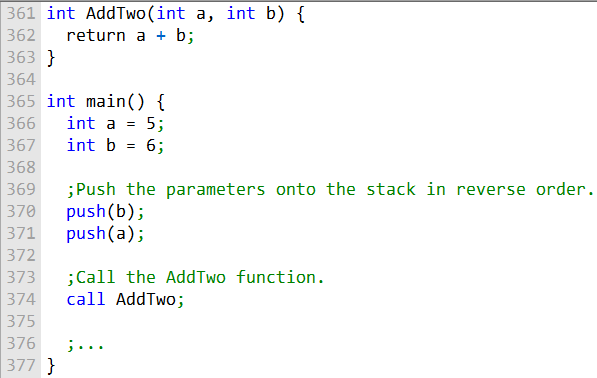 361 int AddTwo(int a, int b) {
362   return a + b;
363 }
364
365 int main() {
366   int a = 5;
367   int b = 6;
368
369   ;Push the parameters onto the stack in reverse order.
370   push(b);
371   push(a);
372
373   ;Call the AddTwo function.
374   call AddTwo;
375
376   ;...
377 }